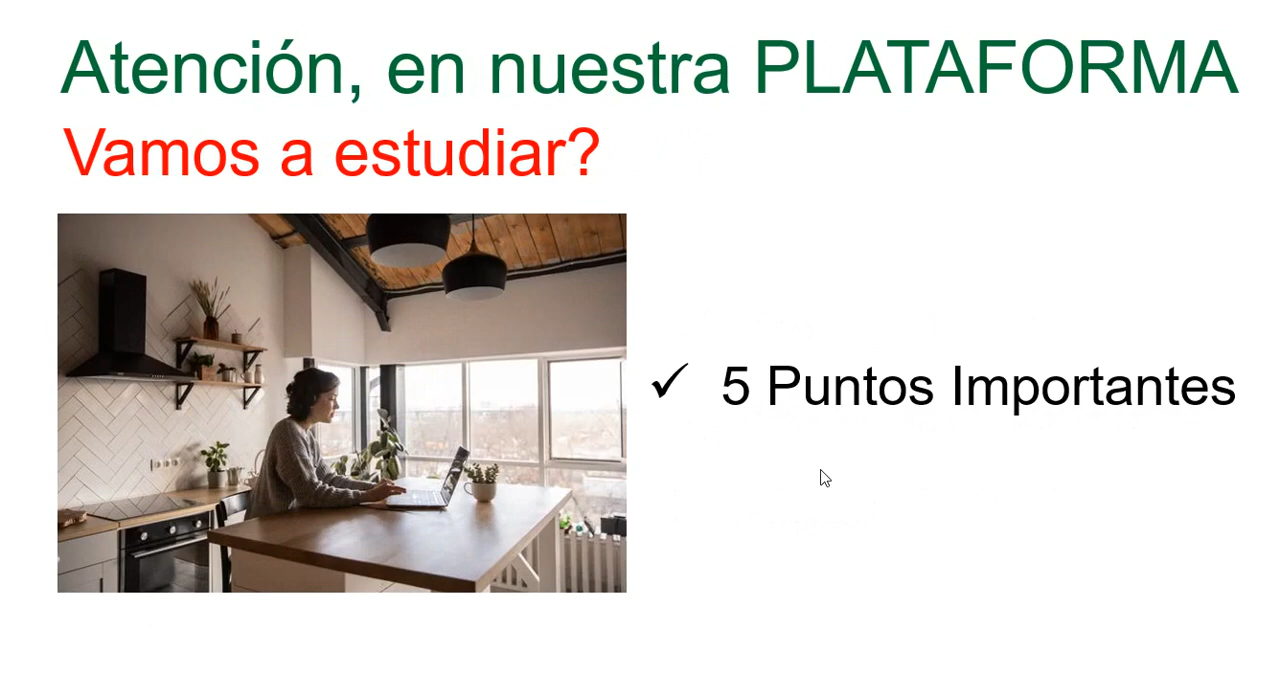 Atención, en nuestra PLATAFORMA
Vamos a estudiar?
✓ 5 Puntos Importantes